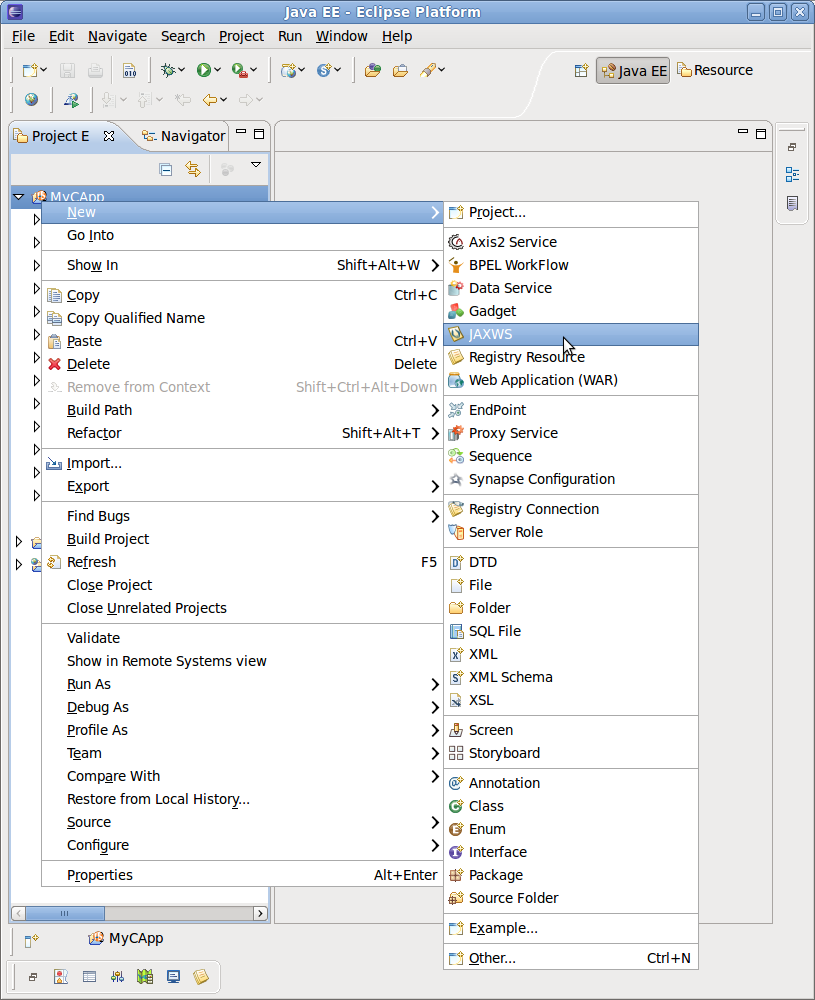 Java EE - Eclipse Platform
File Edit Navigate Search Project Run Window Help
010
Java EE
Resource
Project E
Navigator
MyCApp
New
Go Into
Show In Shift+Alt+W
Copy Ctrl+C
Copy Qualified Name
Paste Ctrl+V
Delete Delete
Remove from Context Shift+Ctrl+Alt+Down
Build Path
Refactor Shift+Alt+T
Import...
Export
Find Bugs
Build Project
Refresh F5
Close Project
Close Unrelated Projects
Validate
Show in Remote Systems view
Run As
Debug As
Profile As
Team
Compare With
Restore from Local History...
Source
Configure
Properties Alt+Enter
Project...
Axis2 Service
BPEL WorkFlow
Data Service
Gadget
JAXWS
Registry Resource
Web Application (WAR)
EndPoint
Proxy Service
Sequence
Synapse Configuration
Registry Connection
Server Role
DTD
File
Folder
SQL File
XML
XML Schema
XSL
Screen
Storyboard
Annotation
Class
Enum
Interface
Package
Source Folder
Example...
Other... Ctrl+N
MyCApp